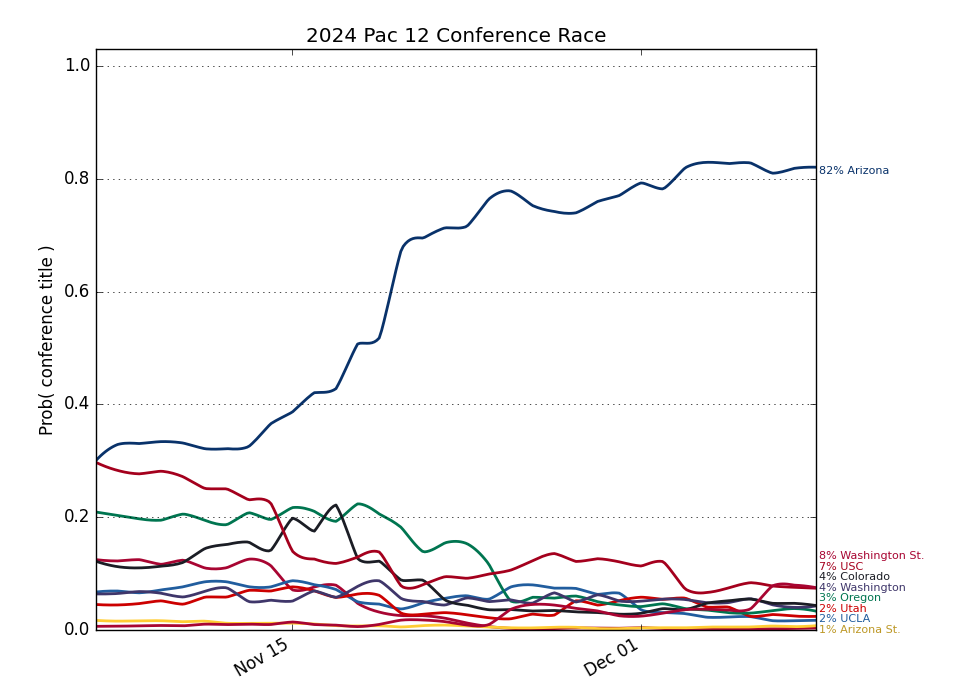 2024 Pac 12 Conference Race
Prob( conference title )
1.0
0.8
0.6
0.4
0.2
0.0
Nov 15
Dec 01
82% Arizona
8% Washington St.
7% USC
4% Colorado
4% Washington
3% Oregon
2% Utah
2% UCLA
1% Arizona St.